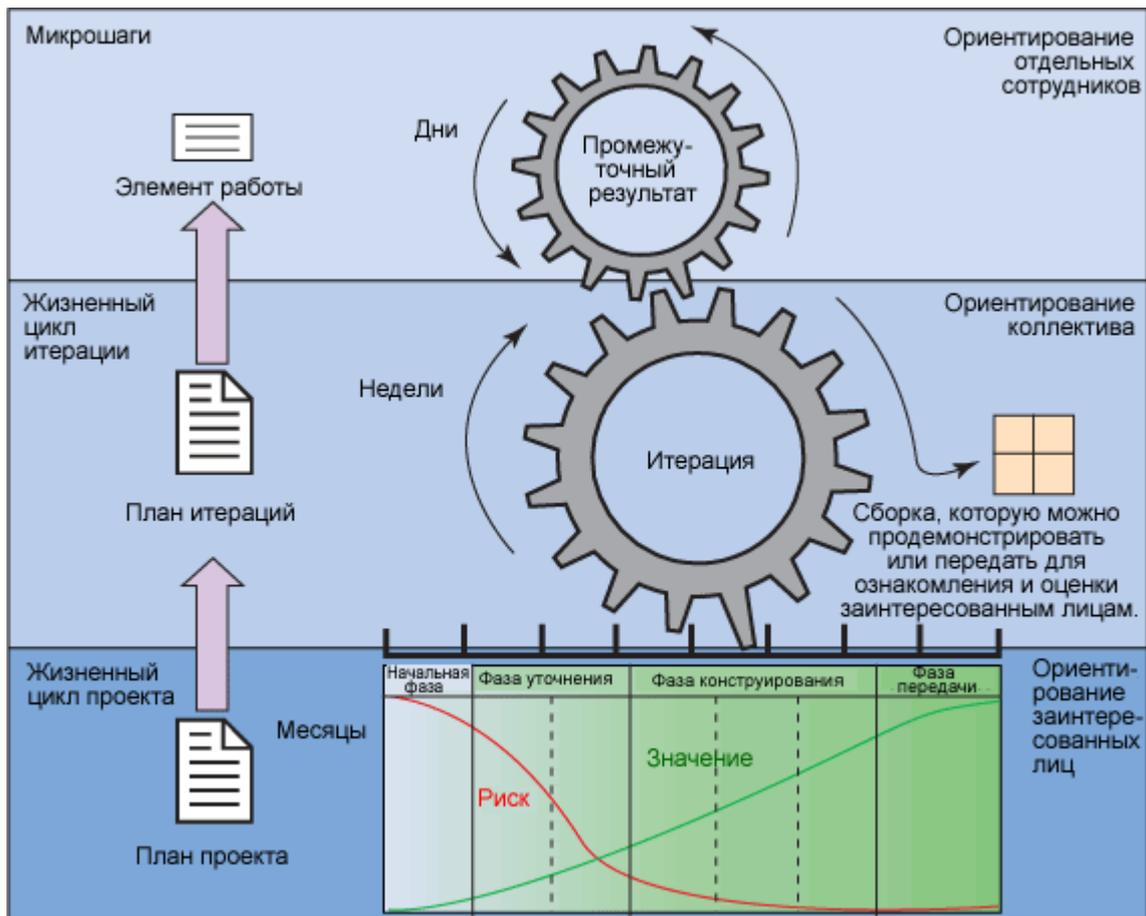 Микрошаги
Ориентирование
отдельных
сотрудников
Дни
Промежу-
точный
результат
Элемент работы
Жизненный
цикл
итерации
Ориентирование
коллектива
Недели
Итерация
План итераций
Сборка, которую можно
продемонстрировать
или передать для
ознакомления и оценки
заинтересованным лицам.
Жизненный
цикл проекта
Месяцы
Начальная
фаза
Фаза уточнения
Фаза конструирования
Фаза
передачи
Ориенти-
рование
заинтере-
сованных
лиц
Значение
Риск
План проекта